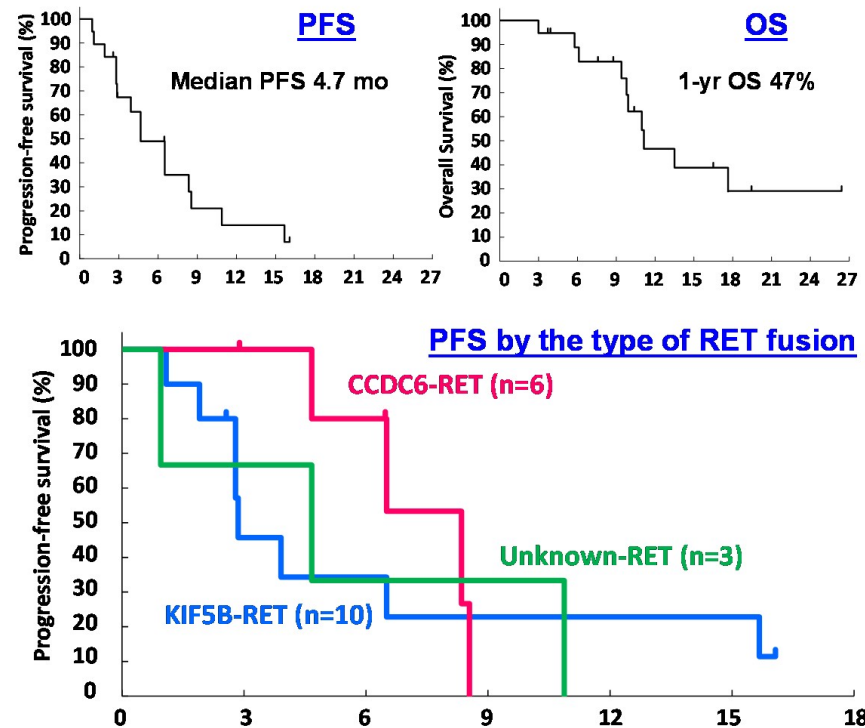 PFS
Median PFS 4.7 mo
Progression-free survival (%)
100
90
80
70
60
50
40
30
20
10
0
0 3 6 9 12 15 18 21 24 27
OS
1-yr OS 47%
Overall Survival (%)
100
90
80
70
60
50
40
30
20
10
0
0 3 6 9 12 15 18 21 24 27
PFS by the type of RET fusion
CCDC6-RET (n=6)
Unknown-RET (n=3)
KIF5B-RET (n=10)
Progression-free survival (%)
100
90
80
70
60
50
40
30
20
10
0
0 3 6 9 12 15 18